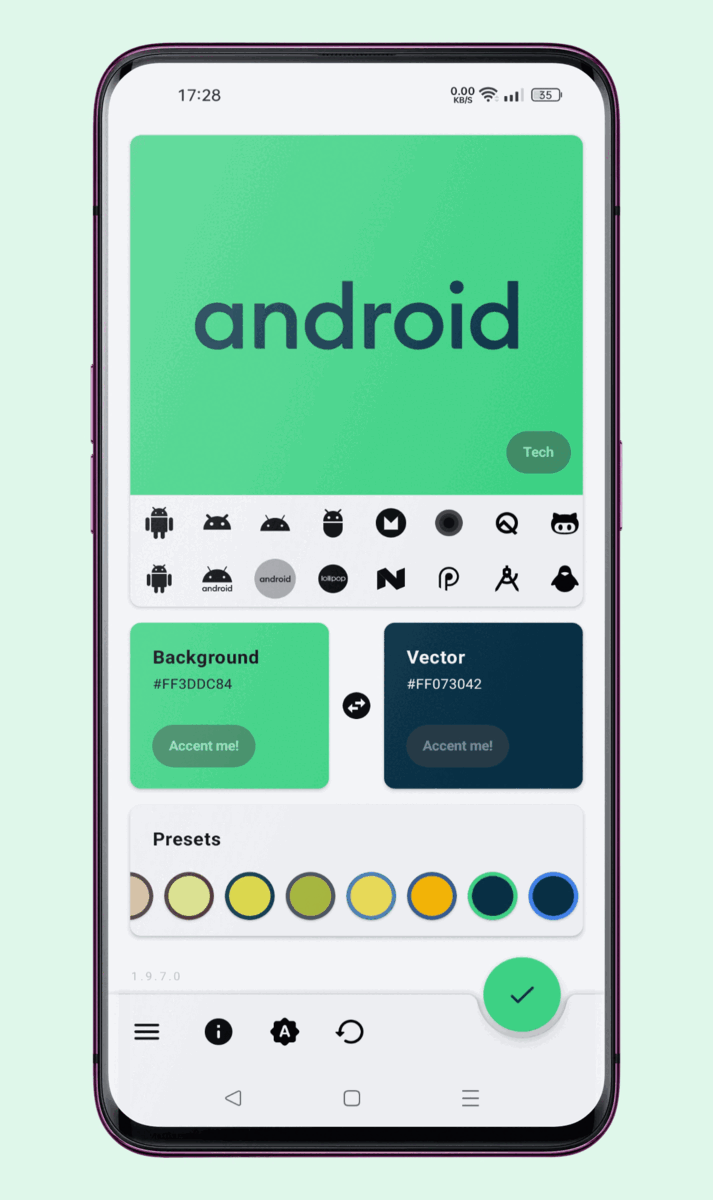 17:28
0.00
KB/S
35
android
Tech
android
android
lollipop
Background
#FF3DDC84
Accent me!
Vector
#FF073042
Accent me!
Presets
1.9.7.0
A